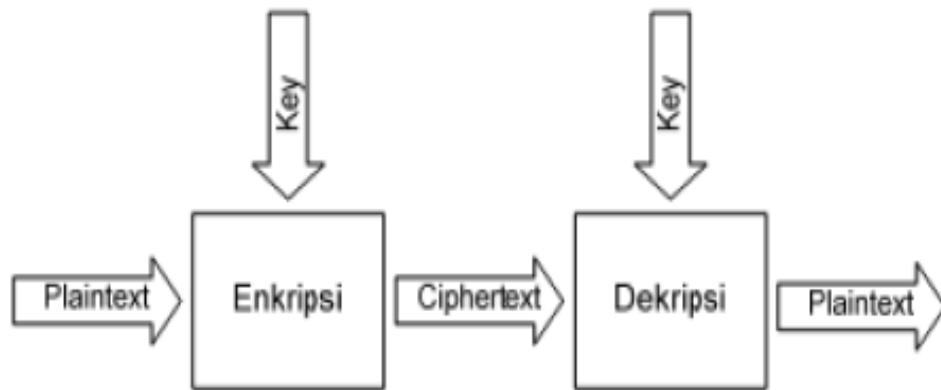 Key
Key
Plaintext
Enkripsi
Ciphertext
Dekripsi
Plaintext